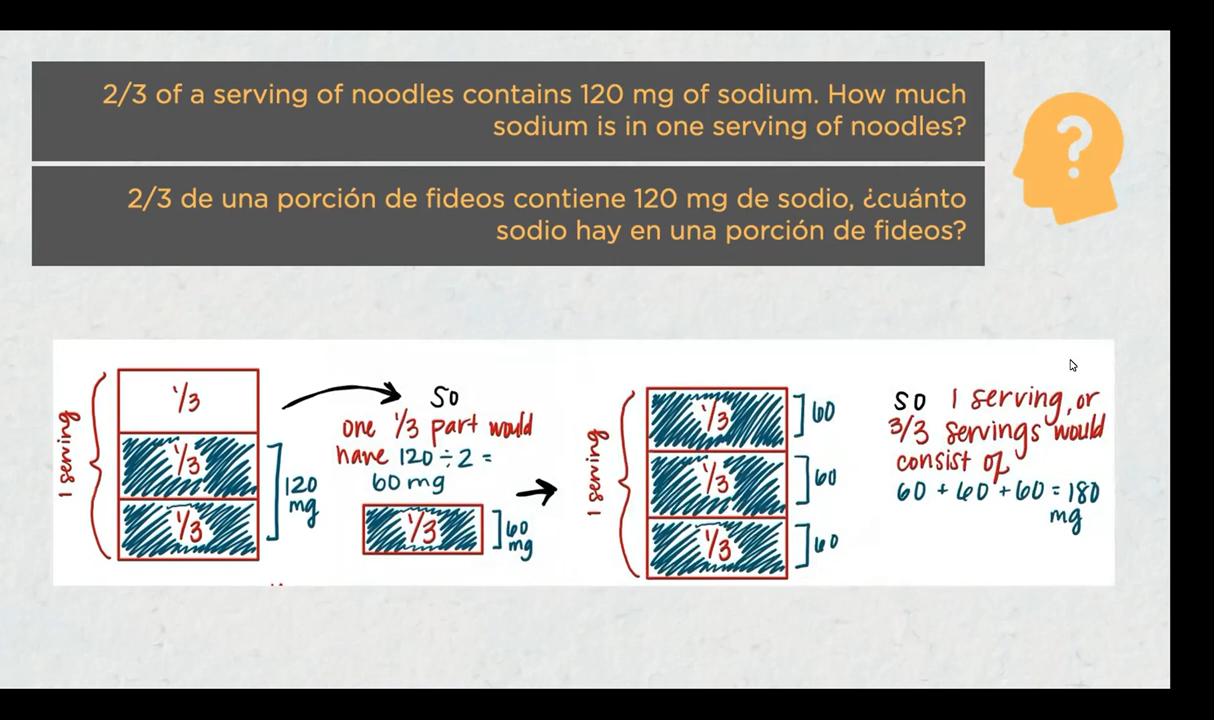 2/3 of a serving of noodles contains 120 mg of sodium. How much
sodium is in one serving of noodles?
2/3 de una porción de fideos contiene 120 mg de sodio, ¿cuánto
sodio hay en una porción de fideos?
?
1 serving
1/3
1/3
1/3
120
mg
so
one 1/3 part would
have 120 ÷ 2 =
60 mg
1/3
60
mg
1 serving
1/3
1/3
1/3
60
60
60
SO 1 serving, or
3/3 servings would
consist of
60 + 60 + 60 = 180
mg